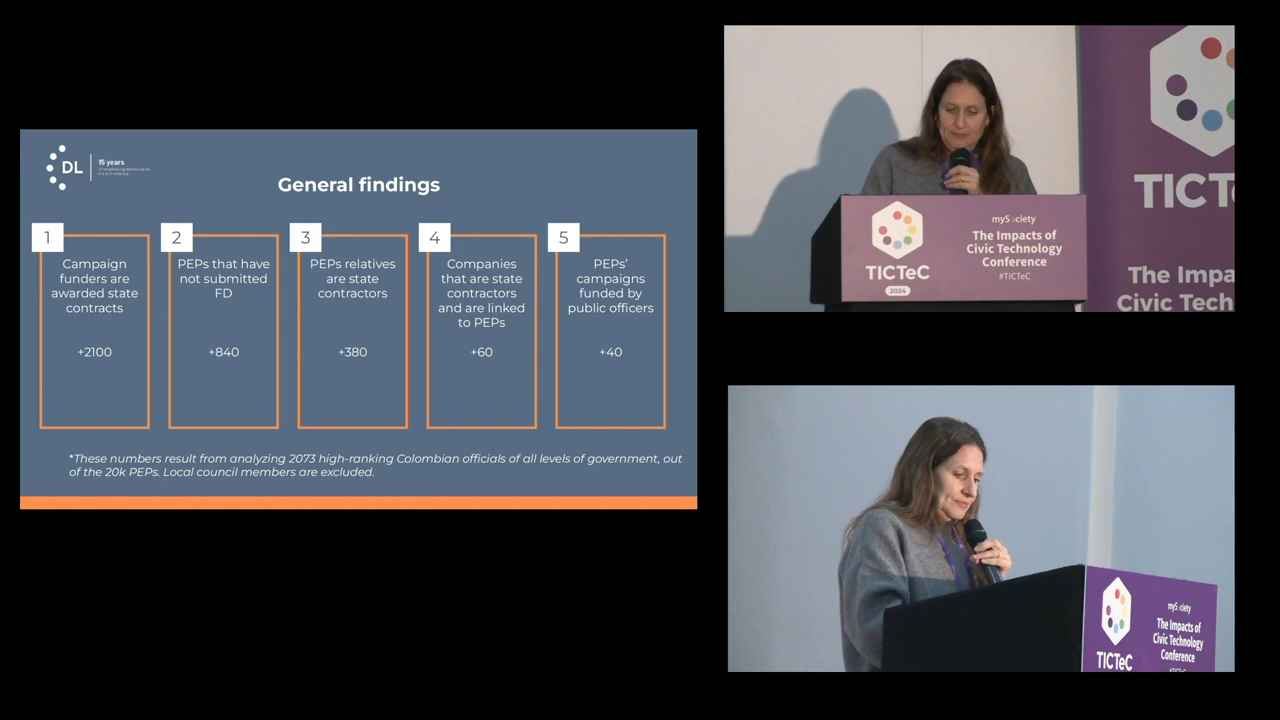 DL
15 years
General findings
1
Campaign
funders are
awarded state
contracts
+2100
2
PEPs that have
not submitted
FD
+840
3
PEPs relatives
are state
contractors
+380
4
Companies
that are state
contractors
and are linked
to PEPs
+60
5
PEPs’
campaigns
funded by
public officers
+40
*These numbers result from analyzing 2073 high-ranking Colombian officials of all levels of government, out
of the 20k PEPs. Local council members are excluded.
TICTeC
2024
mySociety
The Impacts of
Civic Technology
Conference
#TICTeC
TICTe
The Impa
Civic Tech
TICTeC
mySociety
The Impacts of
Civic Technology
Conference